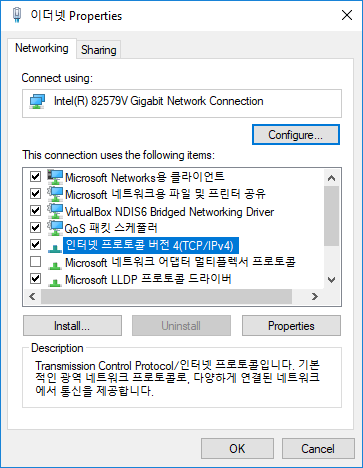 이더넷 Properties
Networking
Sharing
Connect using:
Intel(R) 82579V Gigabit Network Connection
Configure...
This connection uses the following items:
Microsoft Networks용 클라이언트
Microsoft 네트워크용 파일 및 프린터 공유
VirtualBox NDIS6 Bridged Networking Driver
QoS 패킷 스케줄러
인터넷 프로토콜 버전 4(TCP/IPv4)
Microsoft 네트워크 어댑터 멀티플렉서 프로토콜
Microsoft LLDP 프로토콜 드라이버
Install...
Uninstall
Properties
Description
Transmission Control Protocol/인터넷 프로토콜입니다. 기본
적인 광역 네트워크 프로토콜로, 다양하게 연결된 네트워크
에서 통신을 제공합니다.
OK
Cancel